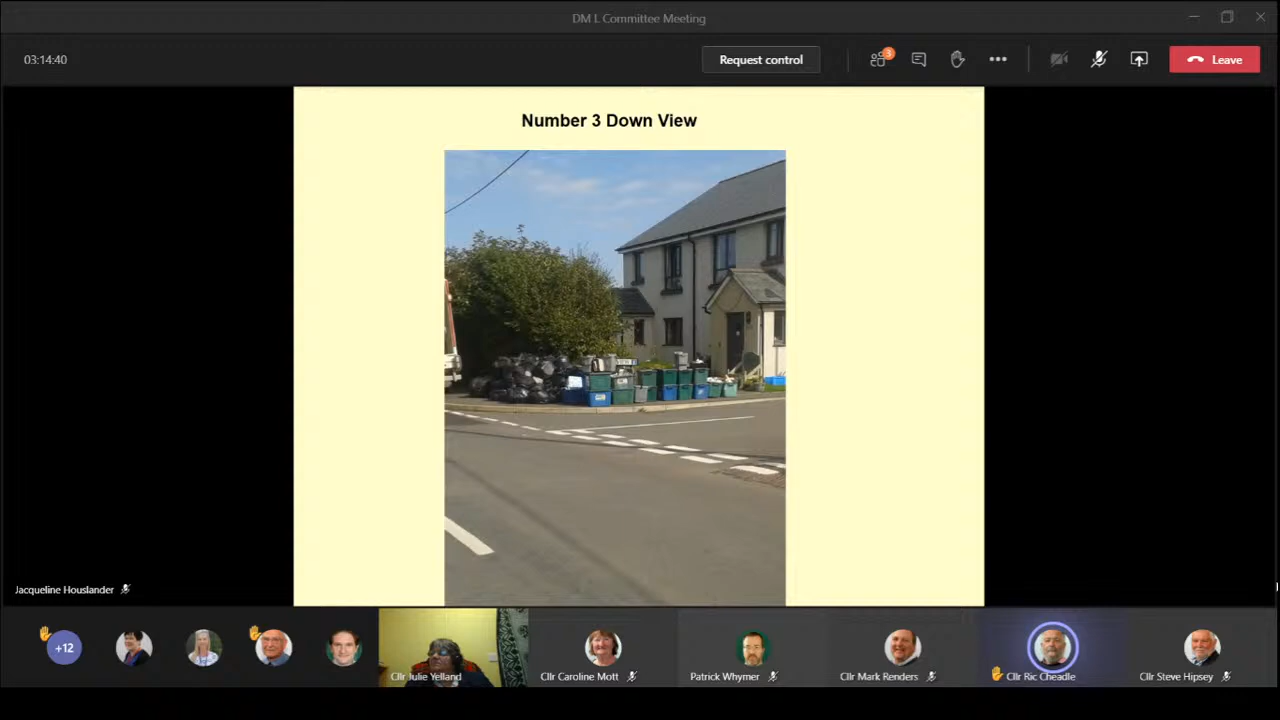 DM L Committee Meeting
03:14:40
Request control
3
Leave
Number 3 Down View
Jacqueline Houslander
+12
Cllr Julie Yelland
Cllr Caroline Mott
Patrick Whymer
Cllr Mark Renders
Cllr Ric Cheadle
Cllr Steve Hipsey